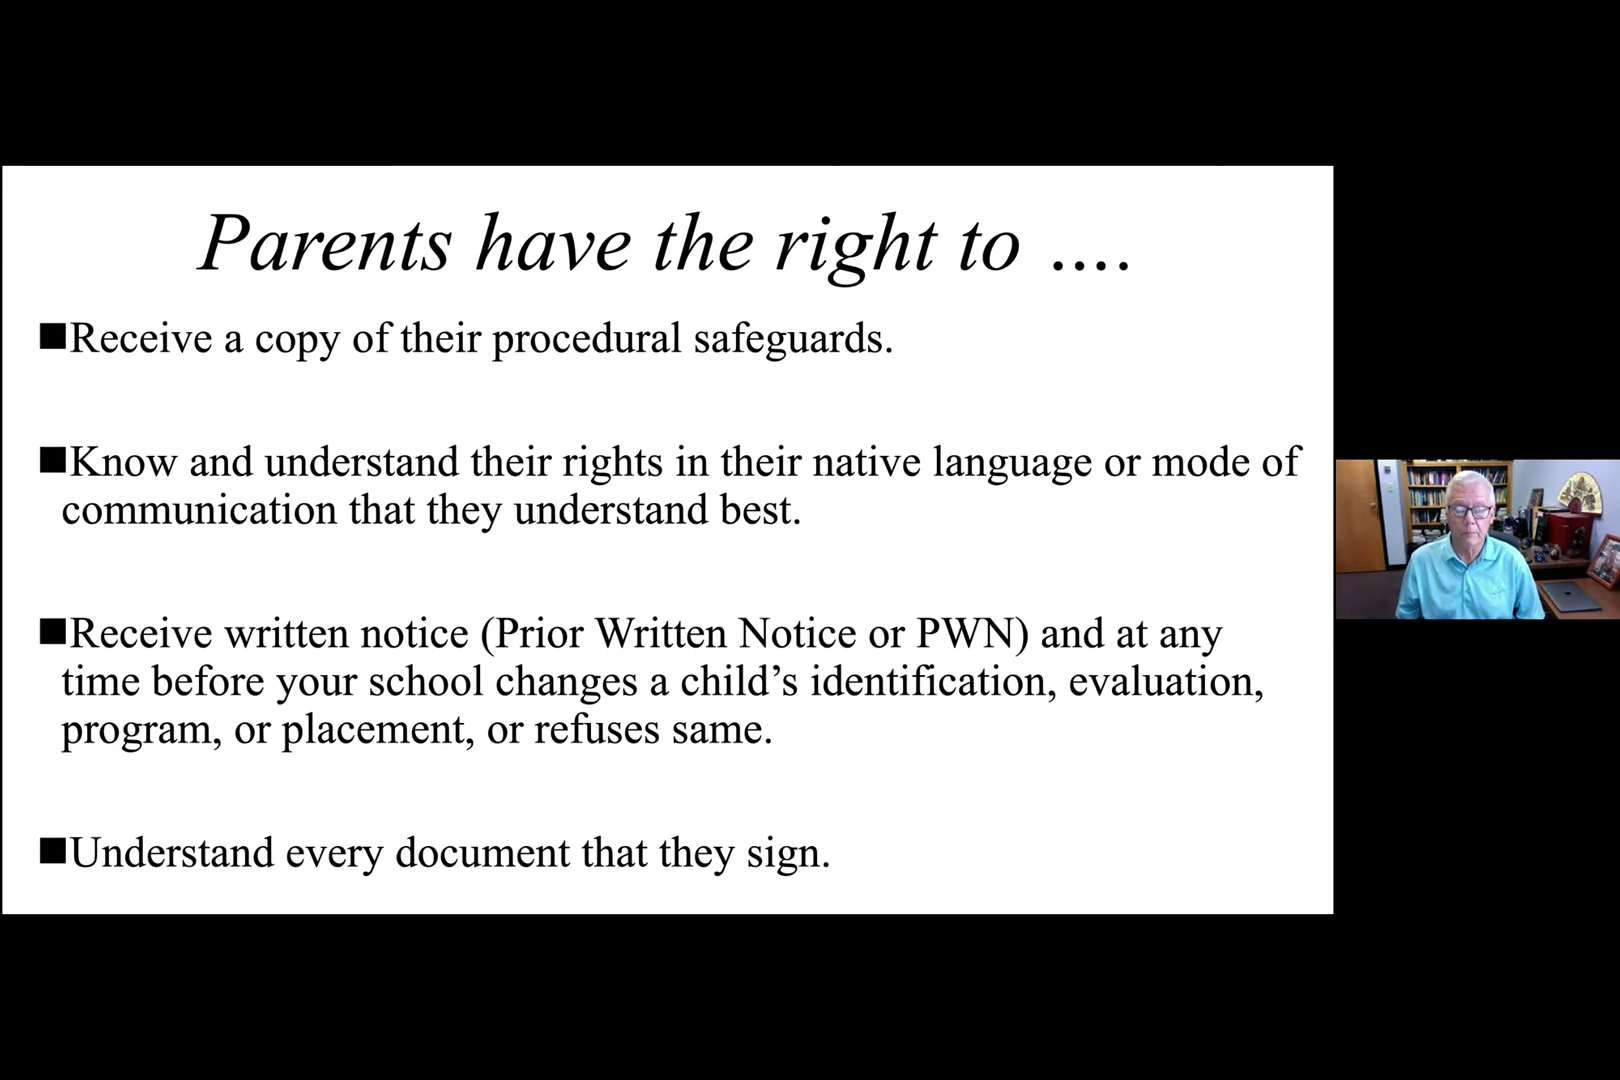 Parents have the right to ….
■Receive a copy of their procedural safeguards.
■Know and understand their rights in their native language or mode of
communication that they understand best.
■Receive written notice (Prior Written Notice or PWN) and at any
time before your school changes a child’s identification, evaluation,
program, or placement, or refuses same.
■Understand every document that they sign.